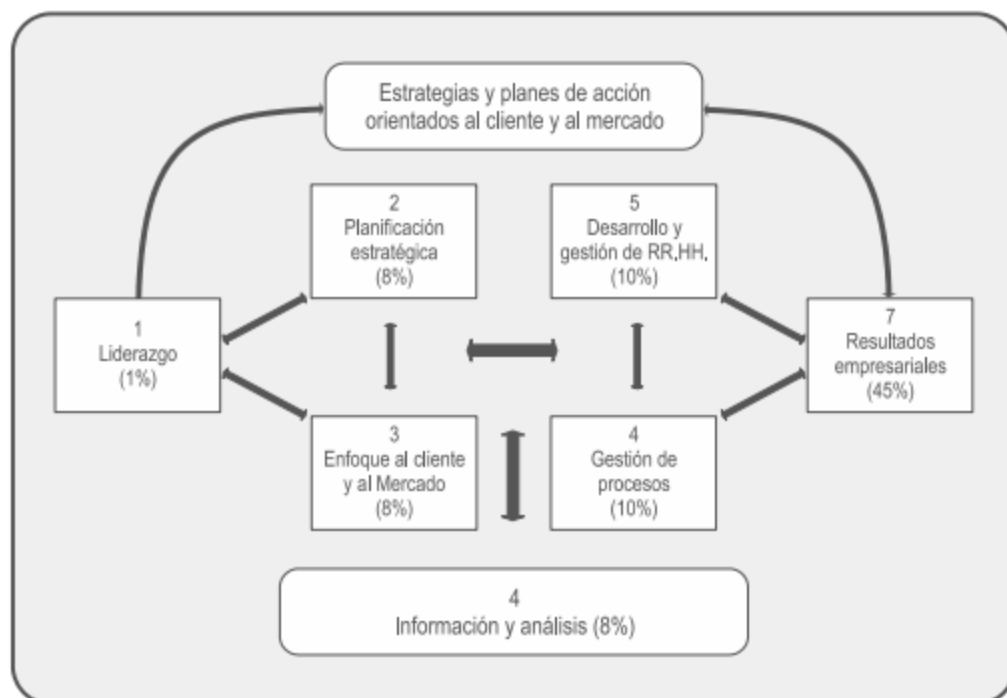 Estrategias y planes de acción
orientados al cliente y al mercado
2
Planificación
estratégica
(8%)
5
Desarrollo y
gestión de RR.HH.
(10%)
1
Liderazgo
(1%)
7
Resultados
empresariales
(45%)
3
Enfoque al cliente
y al Mercado
(8%)
4
Gestión de
procesos
(10%)
4
Información y análisis (8%)